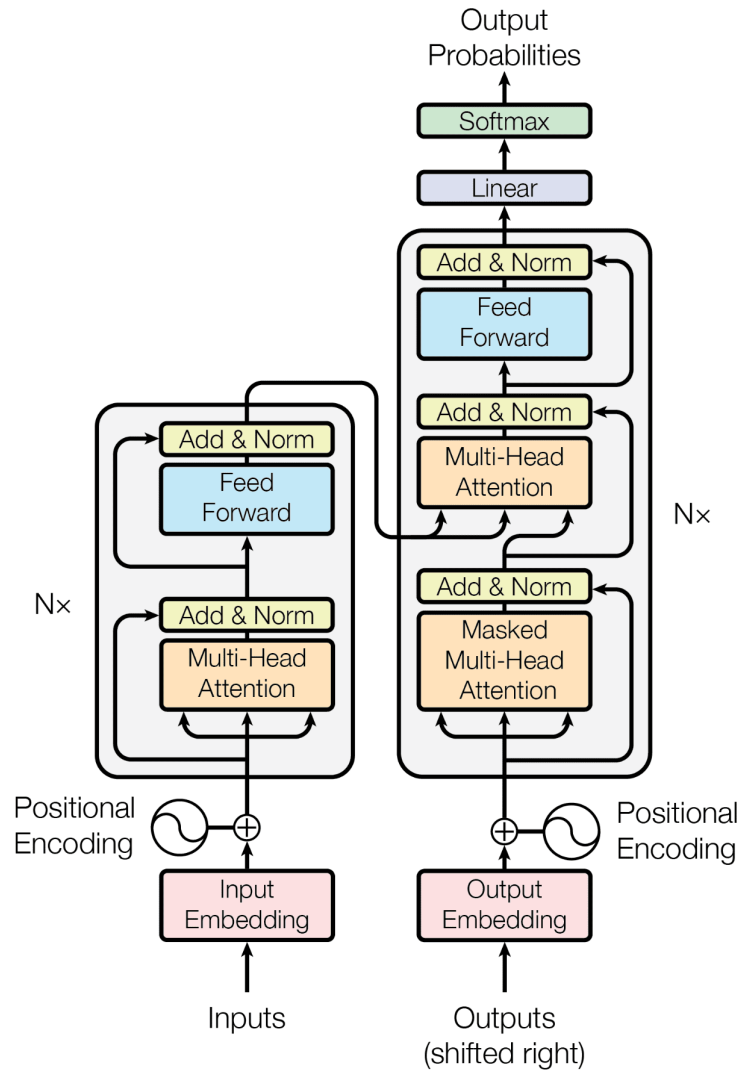 Output
Probabilities
Softmax
Linear
Add & Norm
Feed
Forward
Add & Norm
Multi-Head
Attention
Nx
Add & Norm
Masked
Multi-Head
Attention
Add & Norm
Feed
Forward
Nx
Add & Norm
Multi-Head
Attention
Positional
Encoding
Positional
Encoding
Input
Embedding
Output
Embedding
Inputs
Outputs
(shifted right)